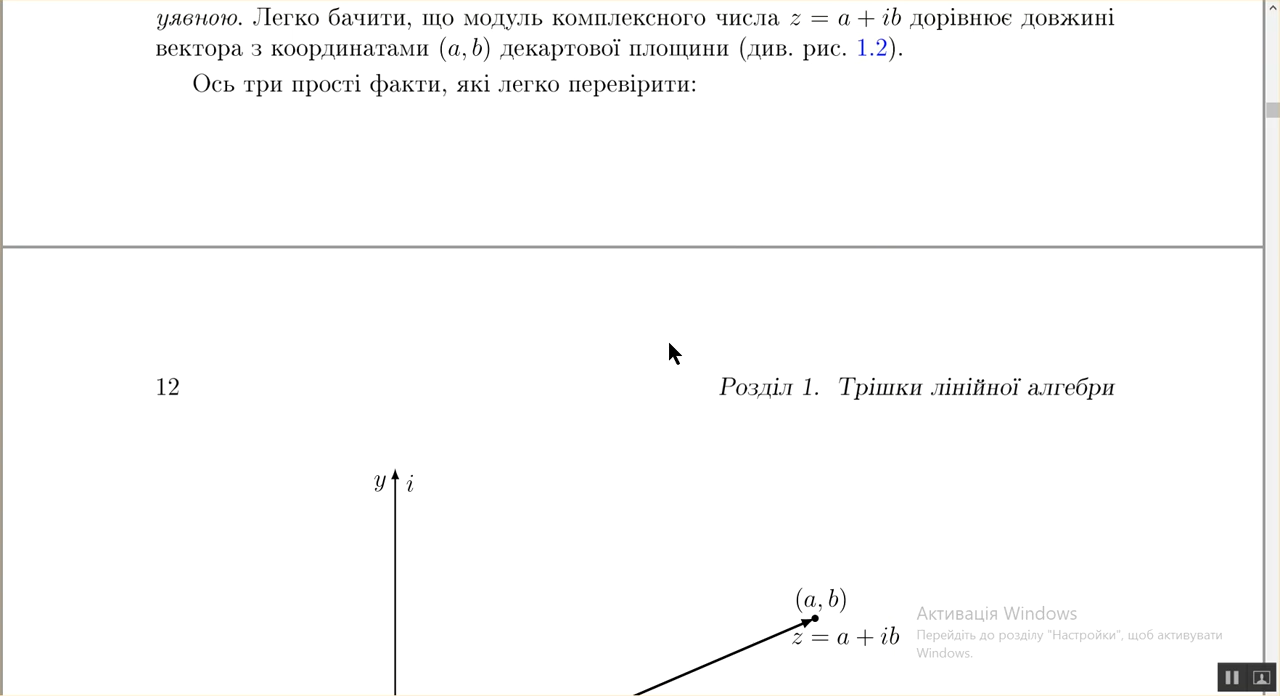 уявною. Легко бачити, що модуль комплексного числа z = a + ib дорівнює довжині
вектора з координатами (a, b) декартової площини (див. рис. 1.2).
Ось три прості факти, які легко перевірити:
12 Розділ 1. Трішки лінійної алгебри
y i
(a, b)
z = a + ib
Активація Windows
Перейдіть до розділу "Настройки", щоб активувати
Windows.